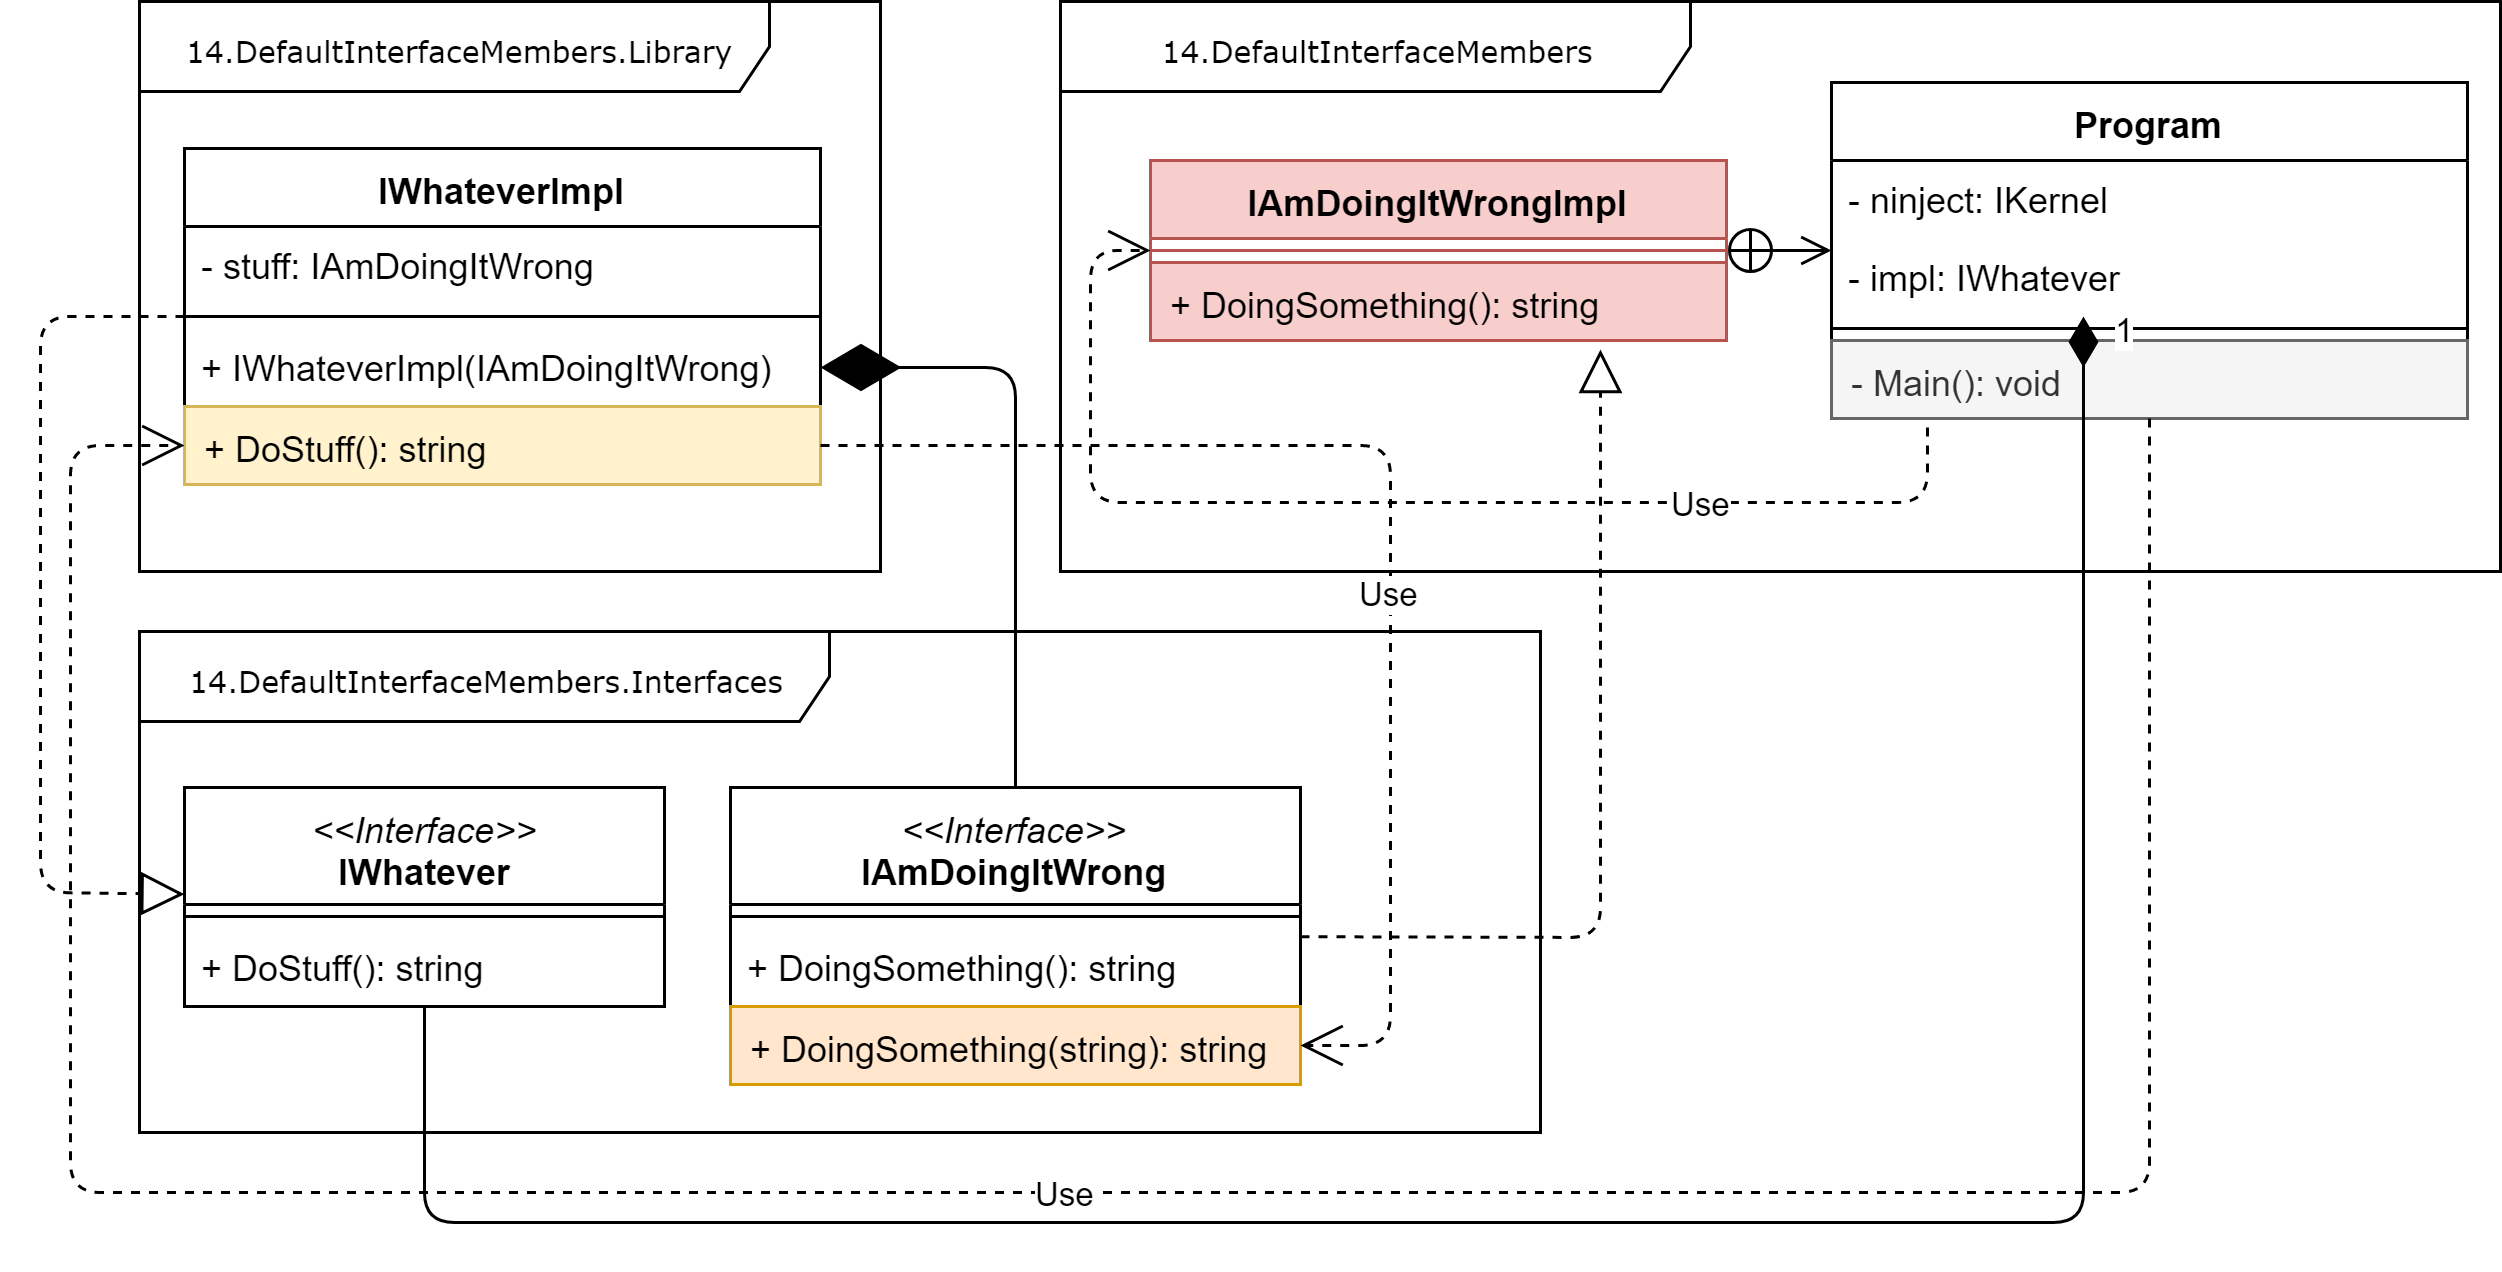 14.DefaultInterfaceMembers.Library
IWhateverImpl
- stuff: IAmDoingItWrong
+ IWhateverImpl(IAmDoingItWrong)
+ DoStuff(): string
14.DefaultInterfaceMembers
IAmDoingItWrongImpl
+ DoingSomething(): string
Program
- ninject: IKernel
- impl: IWhatever
1
- Main(): void
Use
Use
14.DefaultInterfaceMembers.Interfaces
<<Interface>>
IWhatever
+ DoStuff(): string
<<Interface>>
IAmDoingItWrong
+ DoingSomething(): string
+ DoingSomething(string): string
Use